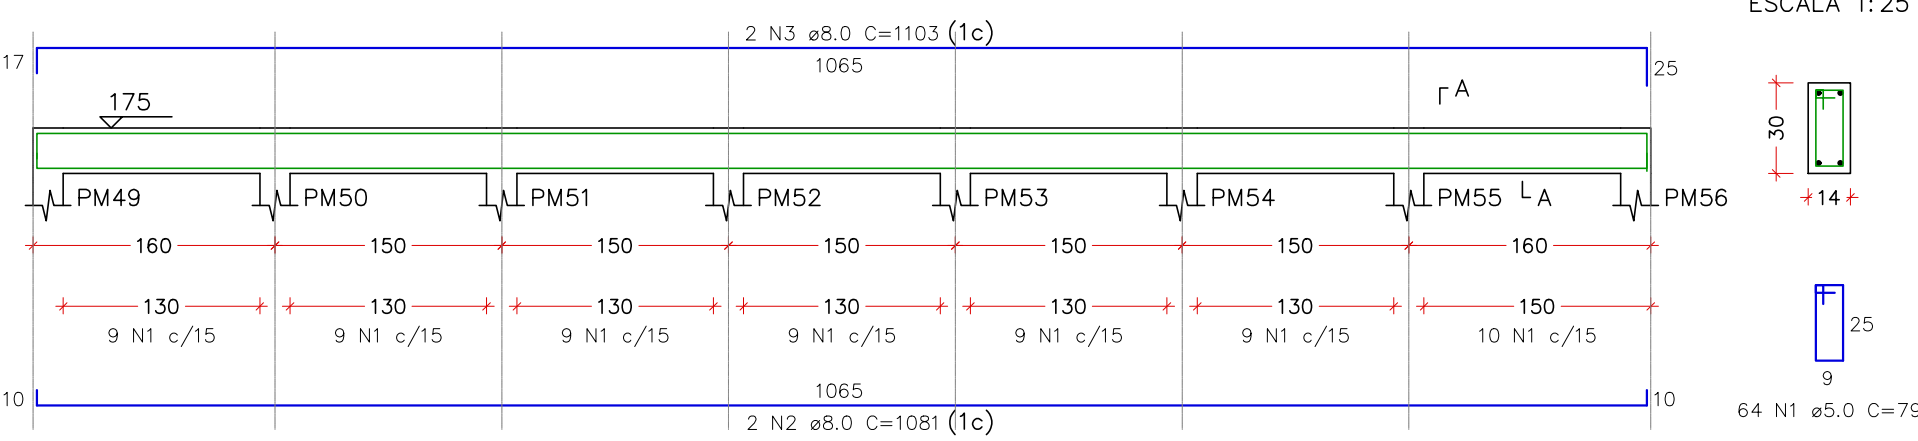 ESCALA 1:25
2 N3 ø8.0 C=1103 (1c)
17
1065
25
175
A
30
PM49
PM50
PM51
PM52
PM53
PM54
PM55
A
PM56
14
160
150
150
150
150
150
160
130
130
130
130
130
130
150
9 N1 c/15
9 N1 c/15
9 N1 c/15
9 N1 c/15
9 N1 c/15
9 N1 c/15
10 N1 c/15
25
9
10
1065
10
2 N2 ø8.0 C=1081 (1c)
64 N1 ø5.0 C=79